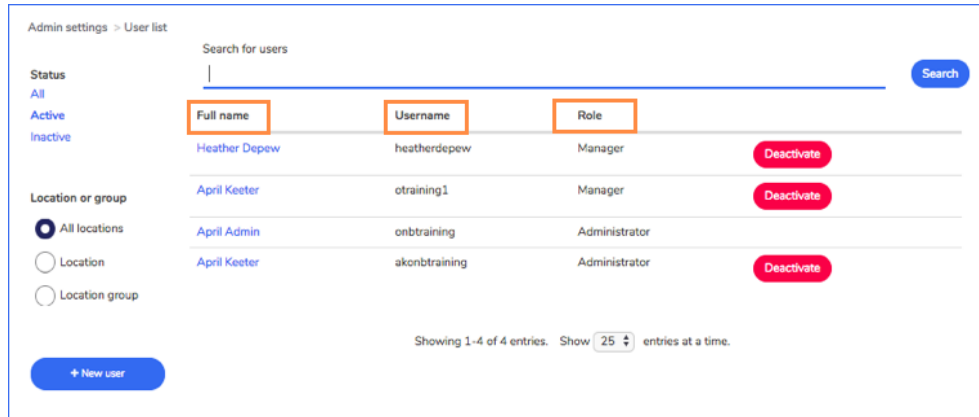 Admin settings > User list
Search for users
Search
Status
All
Active
Inactive
Full name Username Role
Heather Depew heatherdepew Manager Deactivate
April Keeter otraining1 Manager Deactivate
April Admin onbtraining Administrator
April Keeter akonbtraining Administrator Deactivate
Location or group
All locations
Location
Location group
Showing 1-4 of 4 entries. Show 25 entries at a time.
+ New user